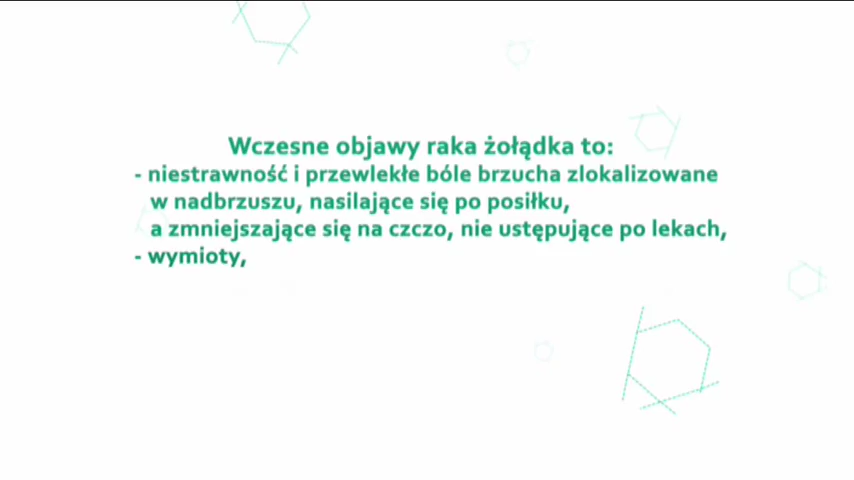 Wczesne objawy raka żołądka to:
- niestrawność i przewlekłe bóle brzucha zlokalizowane
w nadbrzuszu, nasilające się po posiłku,
a zmniejszające się na czczo, nie ustępujące po lekach,
- wymioty,